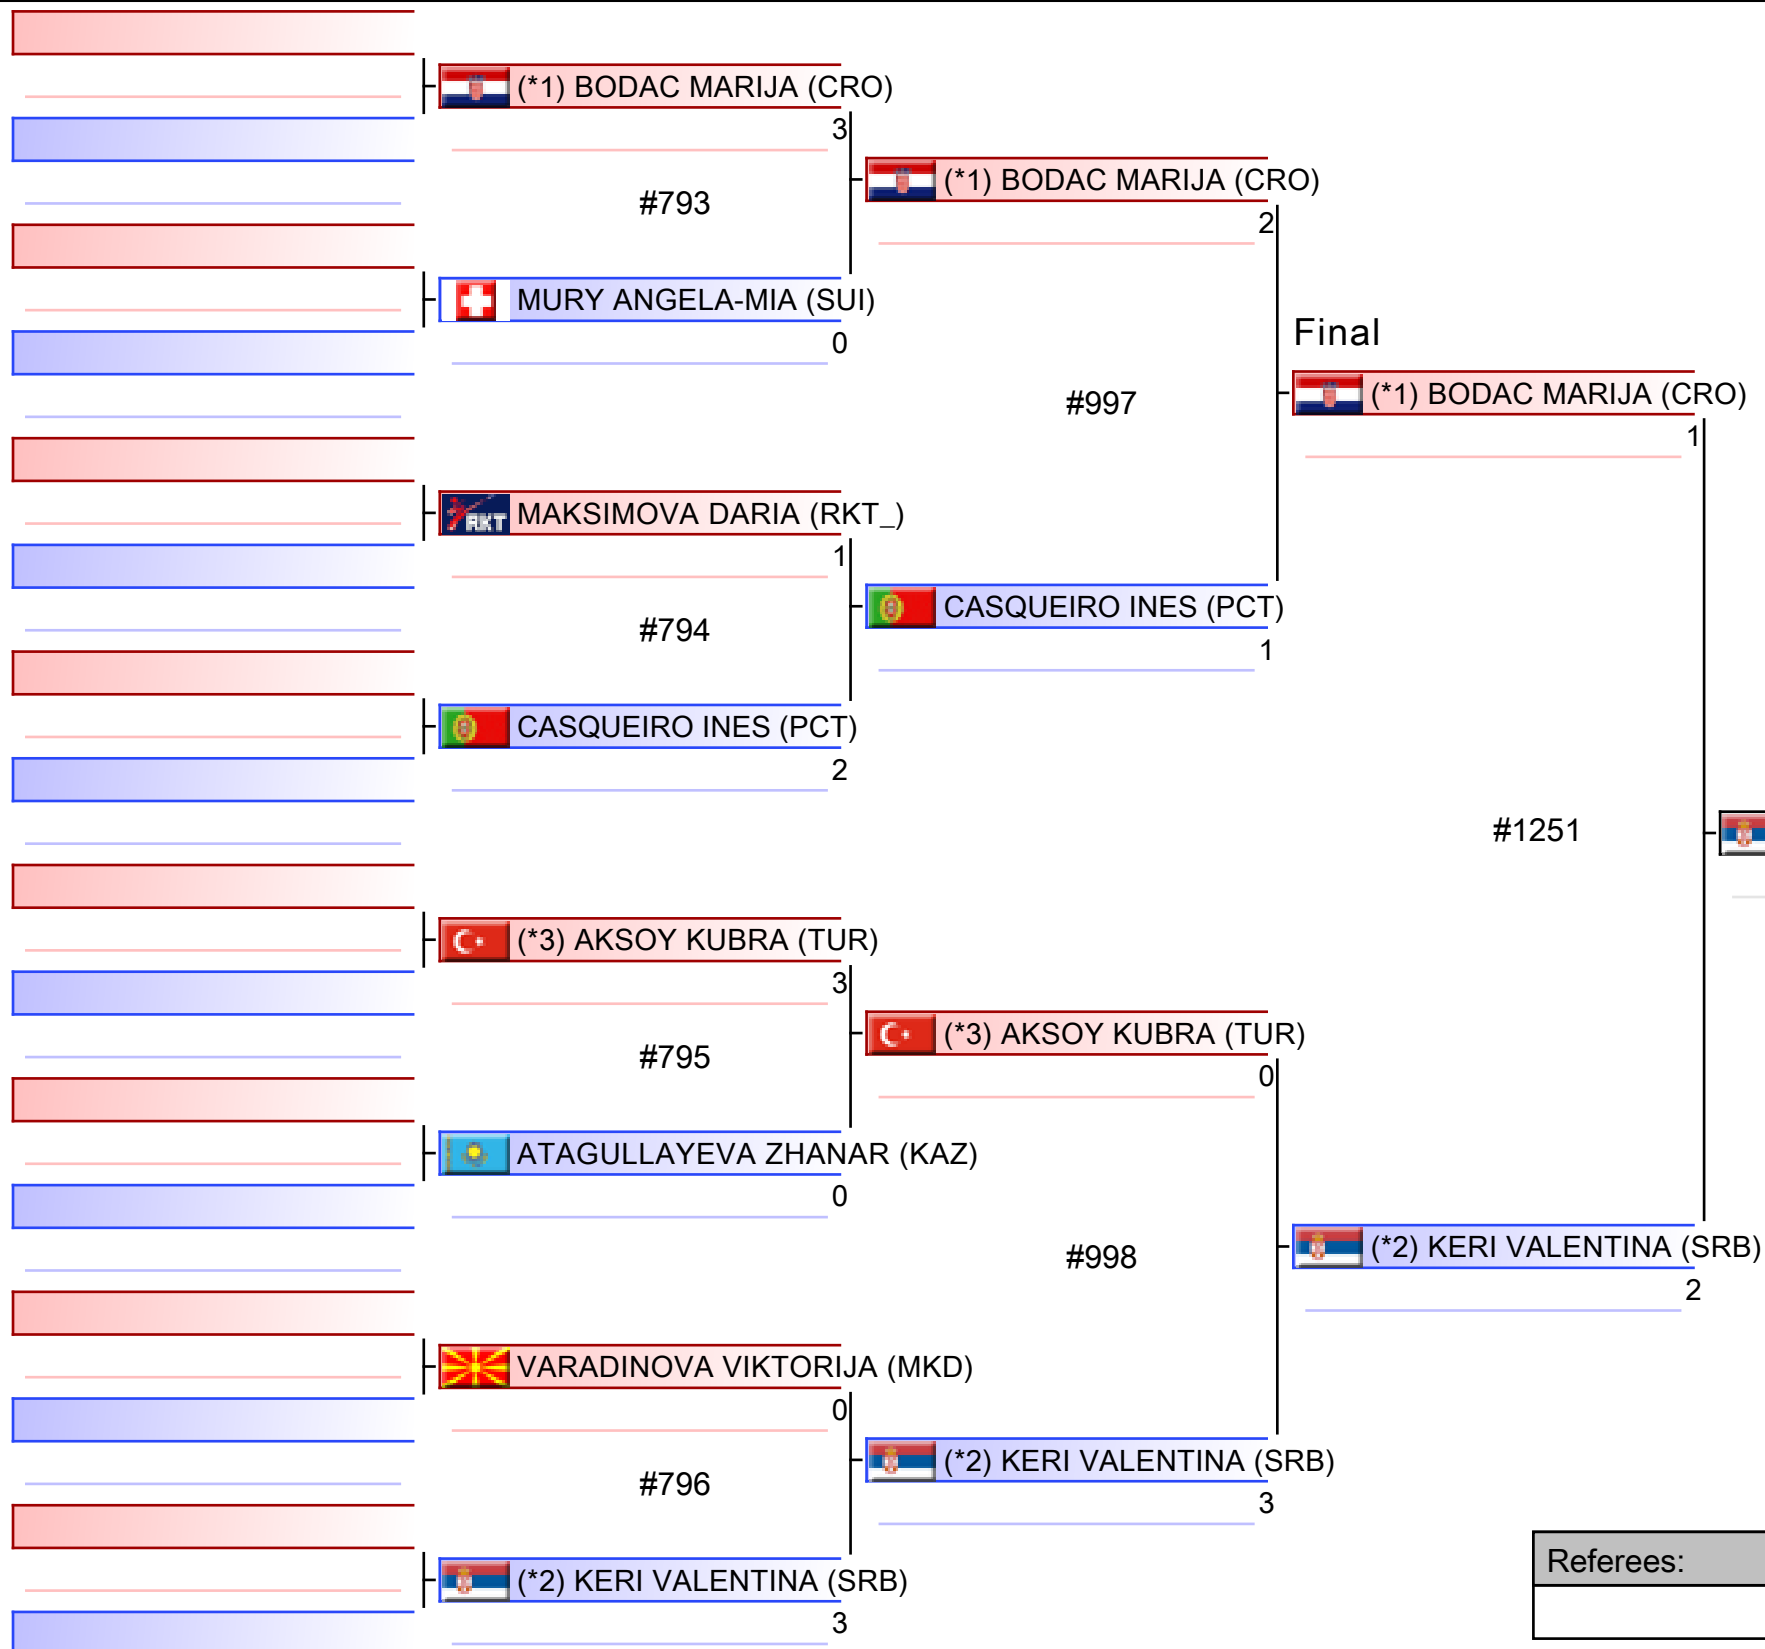 (*1) BODAC MARIJA (CRO)
3
#793
MURY ANGELA-MIA (SUI)
0
RKT MAKSIMOVA DARIA (RKT_)
1
#794
CASQUEIRO INES (PCT)
2
(*3) AKSOY KUBRA (TUR)
3
#795
ATAGULLAYEVA ZHANAR (KAZ)
0
VARADINOVA VIKTORIJA (MKD)
0
#796
(*2) KERI VALENTINA (SRB)
3
(*1) BODAC MARIJA (CRO)
2
#997
CASQUEIRO INES (PCT)
1
(*3) AKSOY KUBRA (TUR)
0
#998
(*2) KERI VALENTINA (SRB)
3
Final
(*1) BODAC MARIJA (CRO)
1
#1251
(*2) KERI VALENTINA (SRB)
2
Referees: